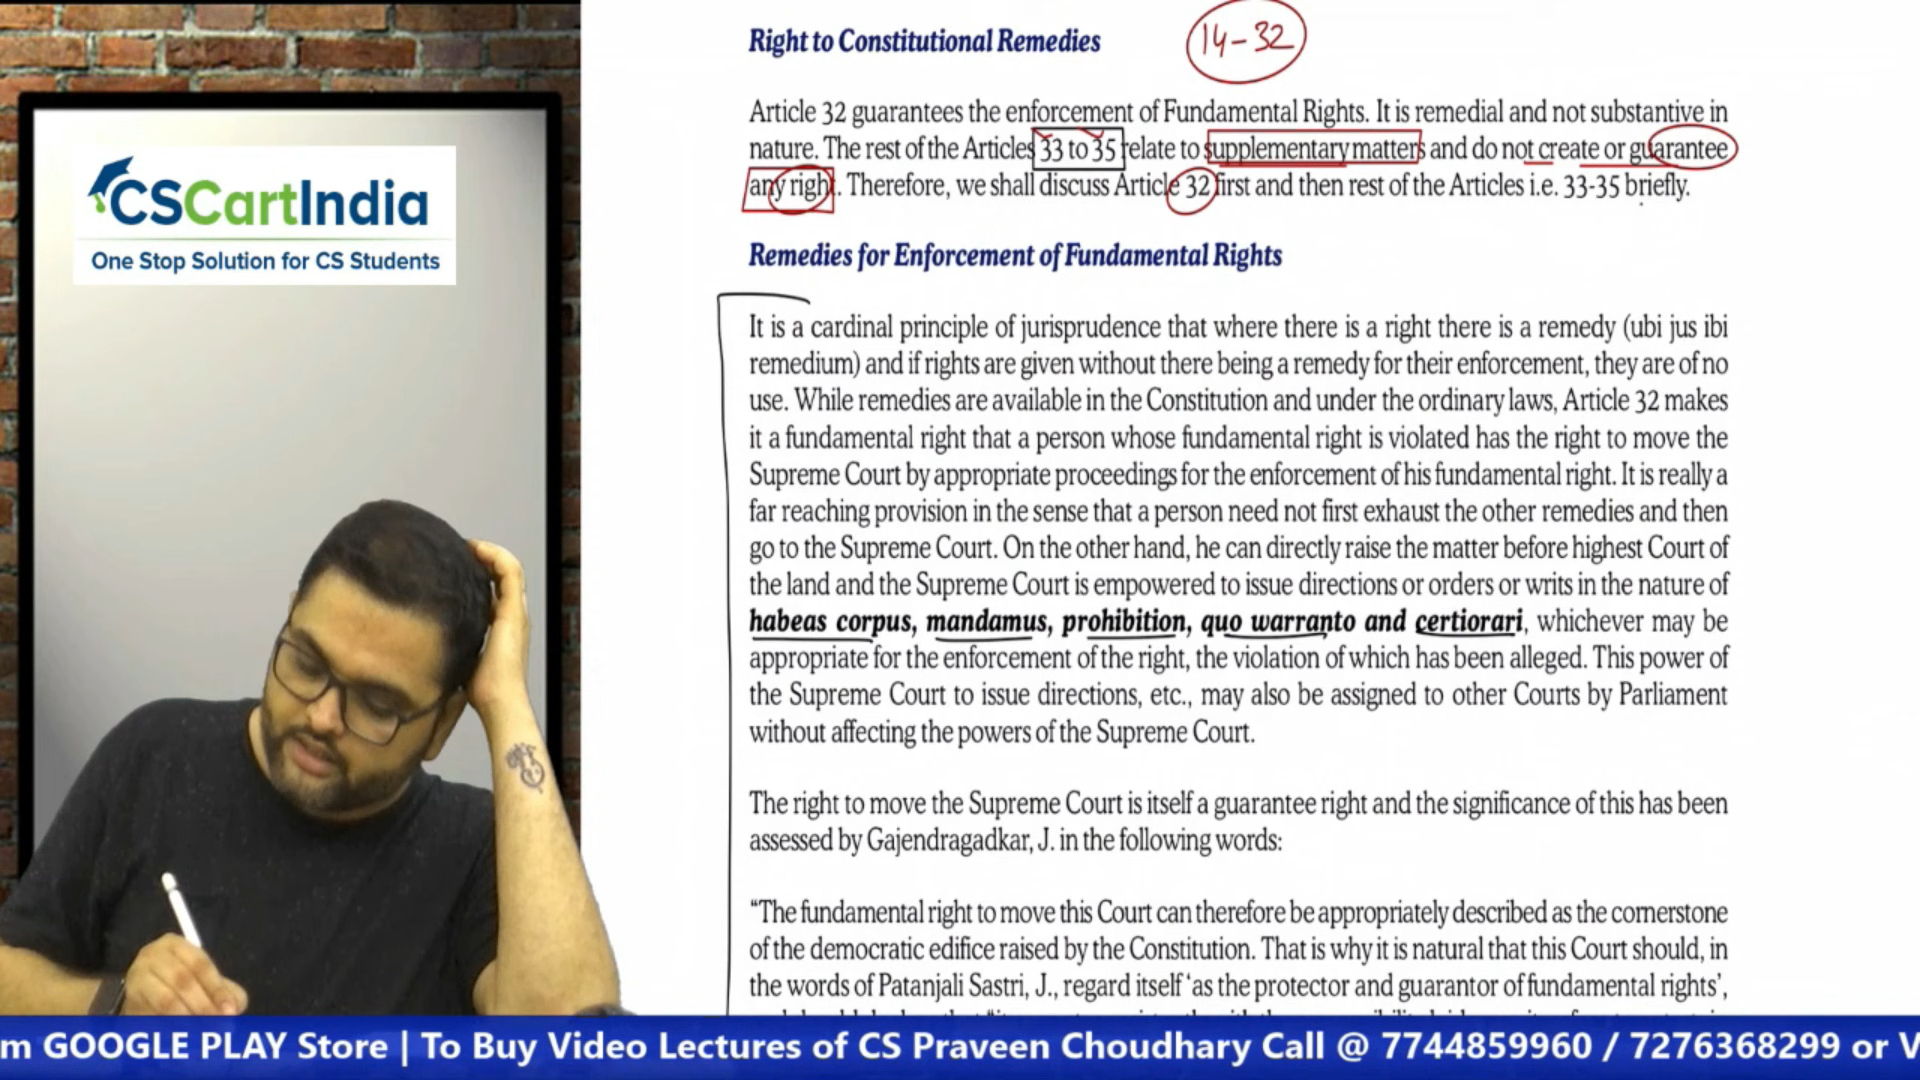 CSCartIndia
One Stop Solution for CS Students
Right to Constitutional Remedies
14-32
Article 32 guarantees the enforcement of Fundamental Rights. It is remedial and not substantive in
nature. The rest of the Articles 33 to 35 relate to supplementary matters and do not create or guarantee
any right. Therefore, we shall discuss Article 32 first and then rest of the Articles i.e. 33-35 briefly.
Remedies for Enforcement of Fundamental Rights
It is a cardinal principle of jurisprudence that where there is a right there is a remedy (ubi jus ibi
remedium) and if rights are given without there being a remedy for their enforcement, they are of no
use. While remedies are available in the Constitution and under the ordinary laws, Article 32 makes
it a fundamental right that a person whose fundamental right is violated has the right to move the
Supreme Court by appropriate proceedings for the enforcement of his fundamental right. It is really a
far reaching provision in the sense that a person need not first exhaust the other remedies and then
go to the Supreme Court. On the other hand, he can directly raise the matter before highest Court of
the land and the Supreme Court is empowered to issue directions or orders or writs in the nature of
habeas corpus, mandamus, prohibition, quo warranto and certiorari, whichever may be
appropriate for the enforcement of the right, the violation of which has been alleged. This power of
the Supreme Court to issue directions, etc., may also be assigned to other Courts by Parliament
without affecting the powers of the Supreme Court.
The right to move the Supreme Court is itself a guarantee right and the significance of this has been
assessed by Gajendragadkar, J. in the following words:
“The fundamental right to move this Court can therefore be appropriately described as the cornerstone
of the democratic edifice raised by the Constitution. That is why it is natural that this Court should, in
the words of Patanjali Sastri, J., regard itself ‘as the protector and guarantor of fundamental rights’,
m GOOGLE PLAY Store | To Buy Video Lectures of CS Praveen Choudhary Call @ 7744859960 / 7276368299 or V